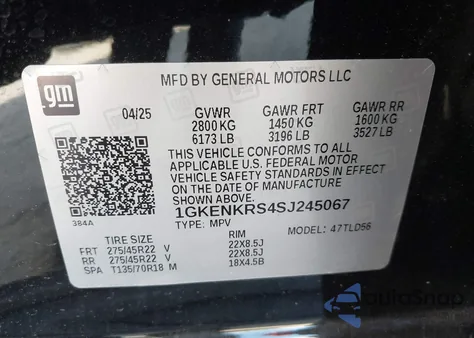 gm
MFD BY GENERAL MOTORS LLC
04/25 GVWR GAWR FRT GAWR RR
2800 KG 1450 KG 1600 KG
6173 LB 3196 LB 3527 LB
THIS VEHICLE CONFORMS TO ALL
APPLICABLE U.S. FEDERAL MOTOR
VEHICLE SAFETY STANDARDS IN EFFECT
ON THE DATE OF MANUFACTURE
SHOWN ABOVE.
384A
1GKENKRS4SJ245067
TYPE: MPV MODEL: 47TLD56
TIRE SIZE RIM
FRT 275/45R22 V 22X8.5J
RR 275/45R22 V 22X8.5J
SPA T135/70R18 M 18X4.5B
AutoSnap